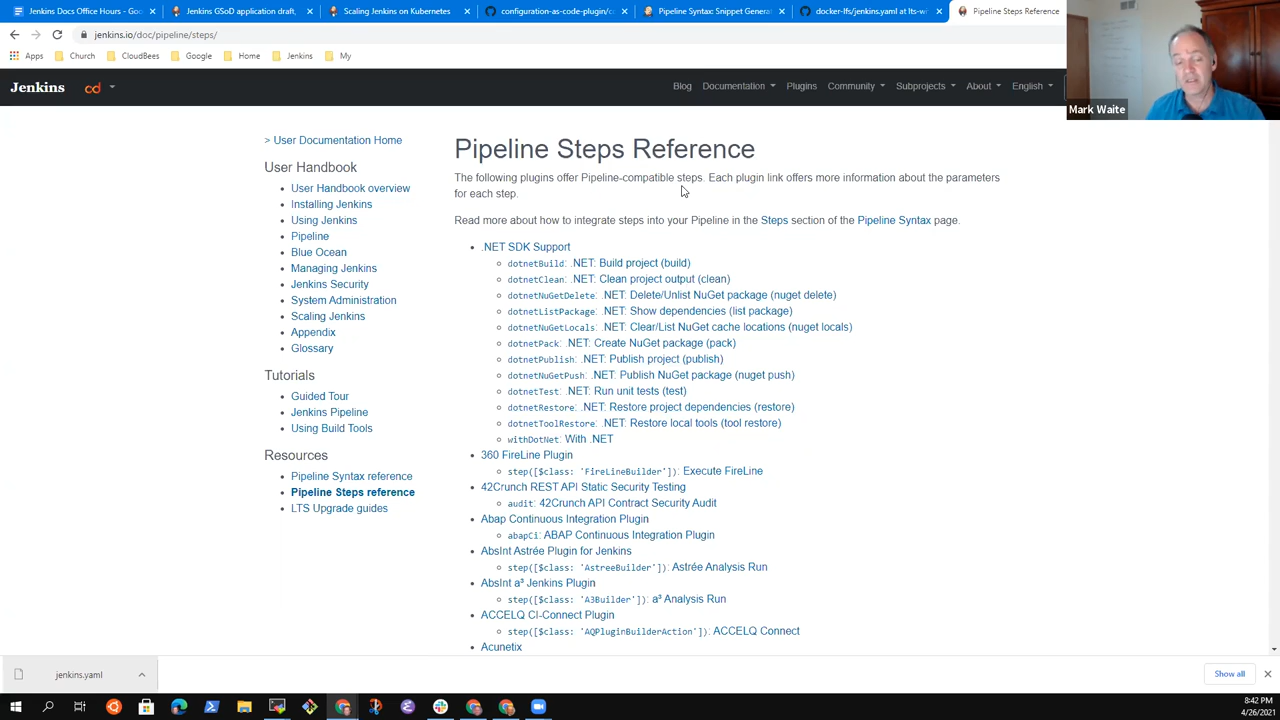 Jenkins Docs Office Hours - Goo
Jenkins GSoD application draft,
Scaling Jenkins on Kubernetes
configuration-as-code-plugin/c
Pipeline Syntax: Snippet Generat
docker-lfs/jenkins.yaml at lts-wi
Pipeline Steps Reference
jenkins.io/doc/pipeline/steps/
Apps
Church
CloudBees
Google
Home
Jenkins
My
Mark Waite
Jenkins
cd
Blog
Documentation
Plugins
Community
Subprojects
About
English
> User Documentation Home
User Handbook
User Handbook overview
Installing Jenkins
Using Jenkins
Pipeline
Blue Ocean
Managing Jenkins
Jenkins Security
System Administration
Scaling Jenkins
Appendix
Glossary
Tutorials
Guided Tour
Jenkins Pipeline
Using Build Tools
Resources
Pipeline Syntax reference
Pipeline Steps reference
LTS Upgrade guides
Pipeline Steps Reference
The following plugins offer Pipeline-compatible steps. Each plugin link offers more information about the parameters
for each step.
Read more about how to integrate steps into your Pipeline in the Steps section of the Pipeline Syntax page.
.NET SDK Support
dotnetBuild: .NET: Build project (build)
dotnetClean: .NET: Clean project output (clean)
dotnetNuGetDelete: .NET: Delete/Unlist NuGet package (nuget delete)
dotnetListPackage: .NET: Show dependencies (list package)
dotnetNuGetLocals: .NET: Clear/List NuGet cache locations (nuget locals)
dotnetPack: .NET: Create NuGet package (pack)
dotnetPublish: .NET: Publish project (publish)
dotnetNuGetPush: .NET: Publish NuGet package (nuget push)
dotnetTest: .NET: Run unit tests (test)
dotnetRestore: .NET: Restore project dependencies (restore)
dotnetToolRestore: .NET: Restore local tools (tool restore)
withDotNet: With .NET
360 FireLine Plugin
step([$class: 'FireLineBuilder']): Execute FireLine
42Crunch REST API Static Security Testing
audit: 42Crunch API Contract Security Audit
Abap Continuous Integration Plugin
abapCi: ABAP Continuous Integration Plugin
AbsInt Astrée Plugin for Jenkins
step([$class: 'AstreeBuilder']): Astrée Analysis Run
AbsInt a³ Jenkins Plugin
step([$class: 'A3Builder']): a³ Analysis Run
ACCELQ CI-Connect Plugin
step([$class: 'AQPluginBuilderAction']): ACCELQ Connect
Acunetix
jenkins.yaml
Show all
8:42 PM
4/26/2021